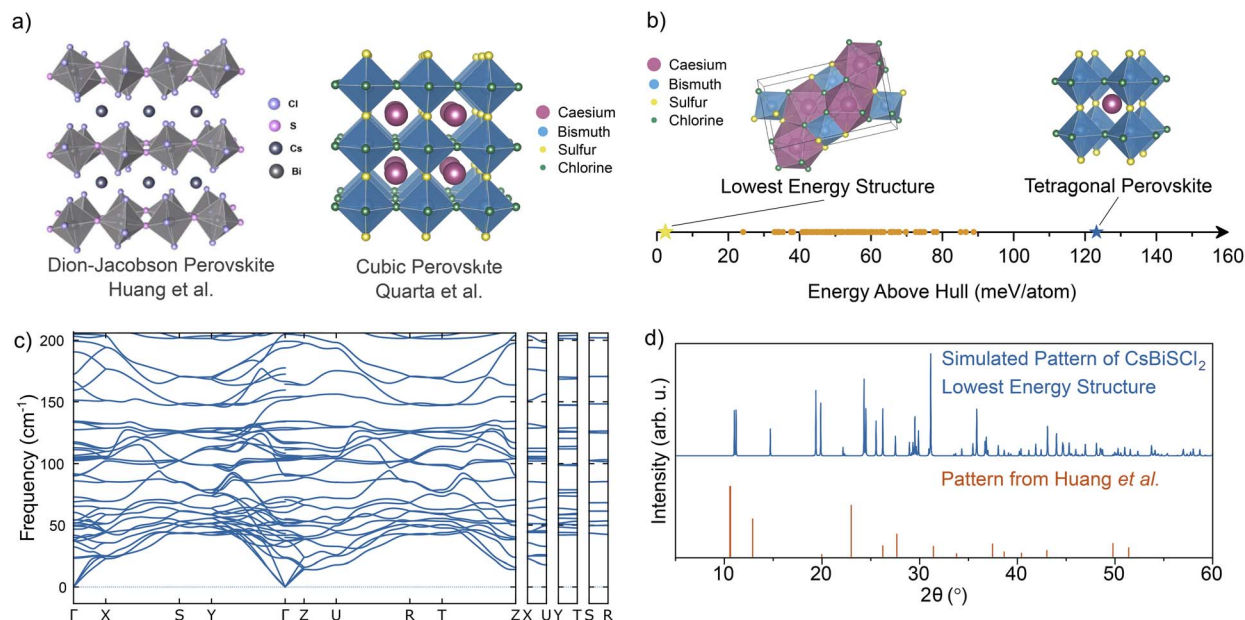 a)
Cl
S
Cs
Bi
Dion-Jacobson Perovskite
Huang et al.
Caesium
Bismuth
Sulfur
Chlorine
Cubic Perovskite
Quarta et al.
b)
Caesium
Bismuth
Sulfur
Chlorine
Lowest Energy Structure
Tetragonal Perovskite
0 20 40 60 80 100 120 140 160
Energy Above Hull (meV/atom)
c)
Frequency (cm⁻¹)
200
150
100
50
0
Γ X S Y Γ Z U R T Z X U Y T S R
d)
Intensity (arb. u.)
Simulated Pattern of CsBiSCl₂
Lowest Energy Structure
Pattern from Huang et al.
10 20 30 40 50 60
2θ (°)